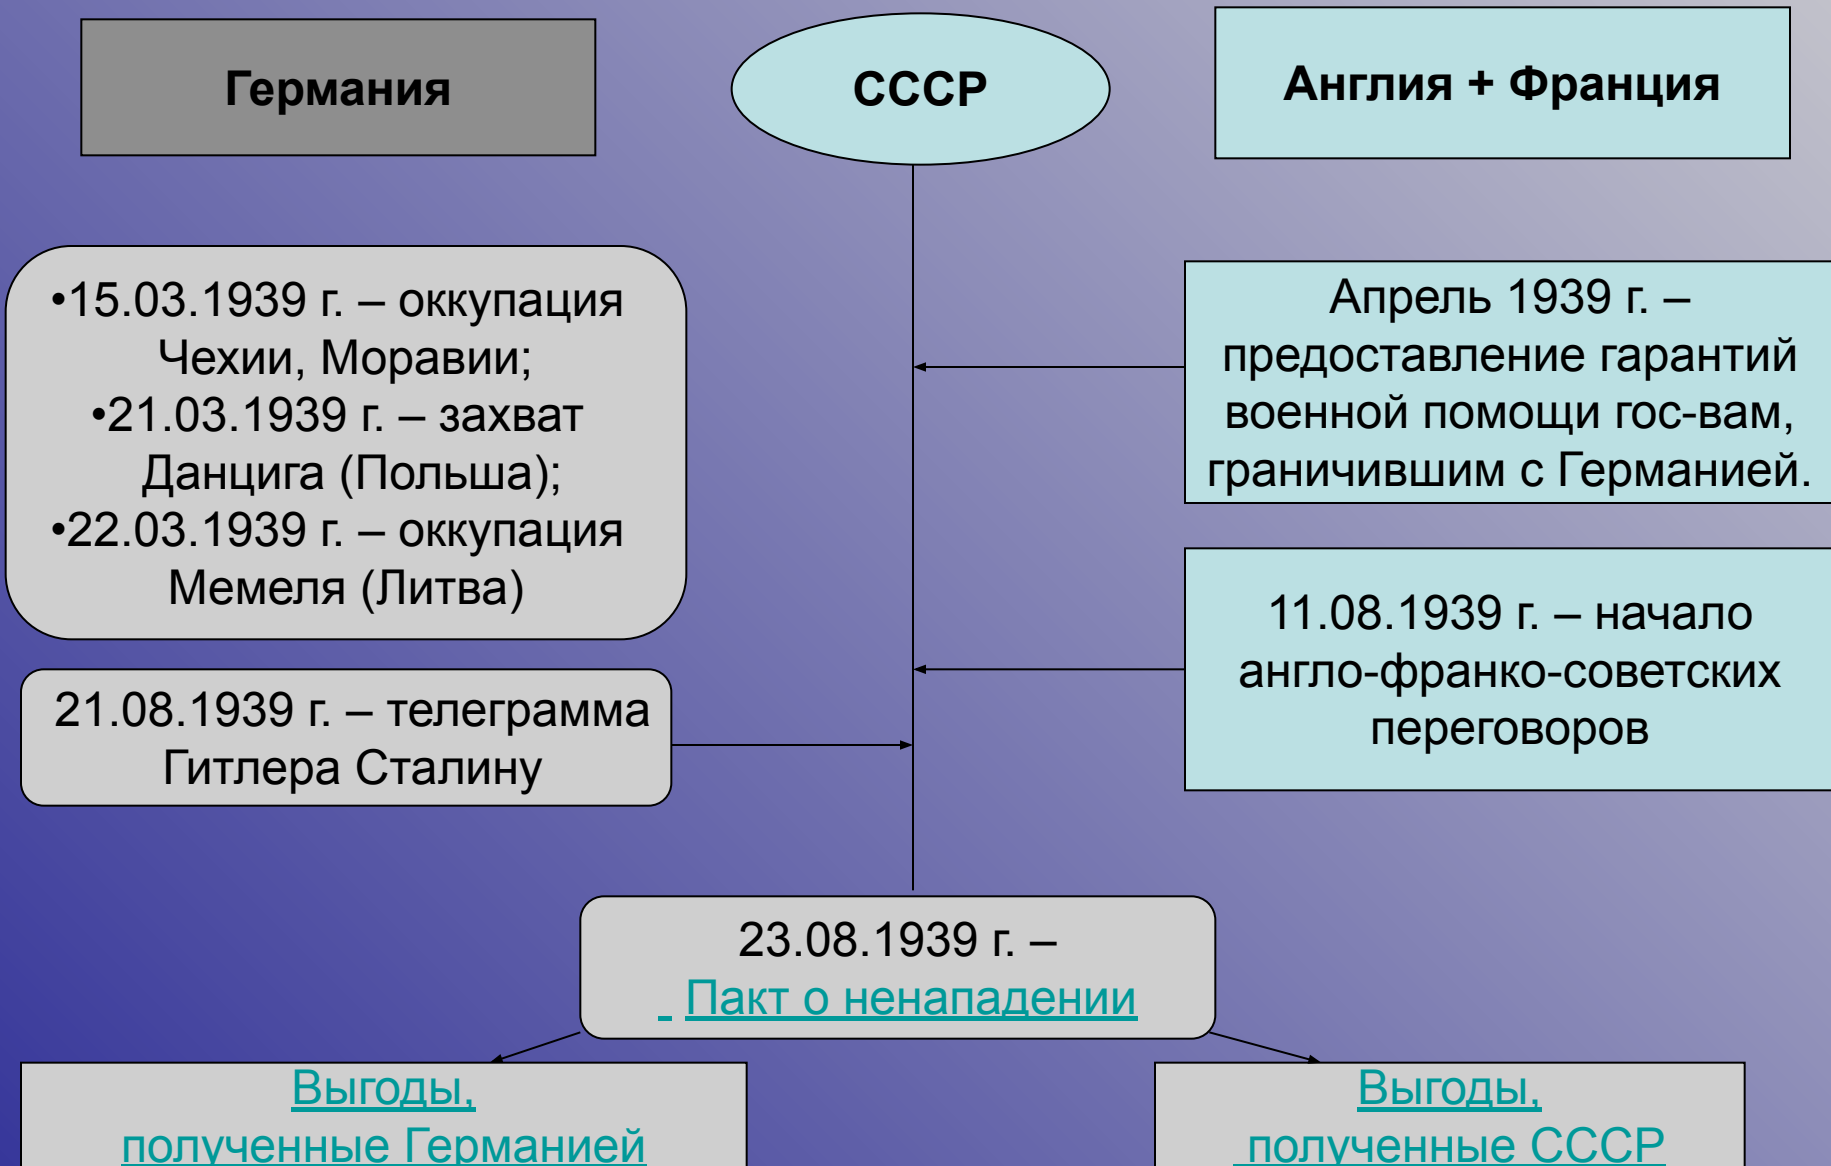 Германия
СССР
Англия + Франция
•15.03.1939 г. – оккупация
Чехии, Моравии;
•21.03.1939 г. – захват
Данцига (Польша);
•22.03.1939 г. – оккупация
Мемеля (Литва)
Апрель 1939 г. –
предоставление гарантий
военной помощи гос-вам,
граничившим с Германией.
11.08.1939 г. – начало
англо-франко-советских
переговоров
21.08.1939 г. – телеграмма
Гитлера Сталину
23.08.1939 г. –
Пакт о ненападении
Выгоды,
полученные Германией
Выгоды,
полученные СССР